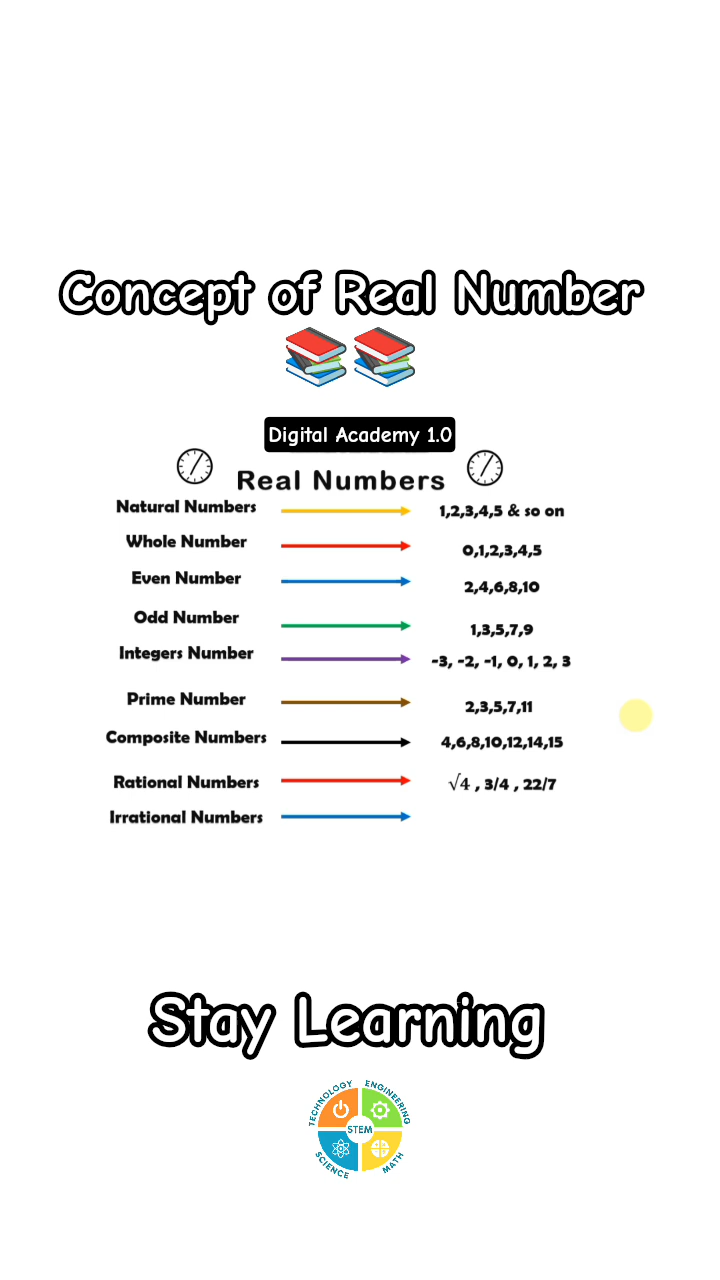 Concept of Real Number
Digital Academy 1.0
Real Numbers
Natural Numbers 1,2,3,4,5 & so on
Whole Number 0,1,2,3,4,5
Even Number 2,4,6,8,10
Odd Number 1,3,5,7,9
Integers Number -3, -2, -1, 0, 1, 2, 3
Prime Number 2,3,5,7,11
Composite Numbers 4,6,8,10,12,14,15
Rational Numbers √4 , 3/4 , 22/7
Irrational Numbers
Stay Learning
TECHNOLOGY ENGINEERING
STEM
SCIENCE MATH